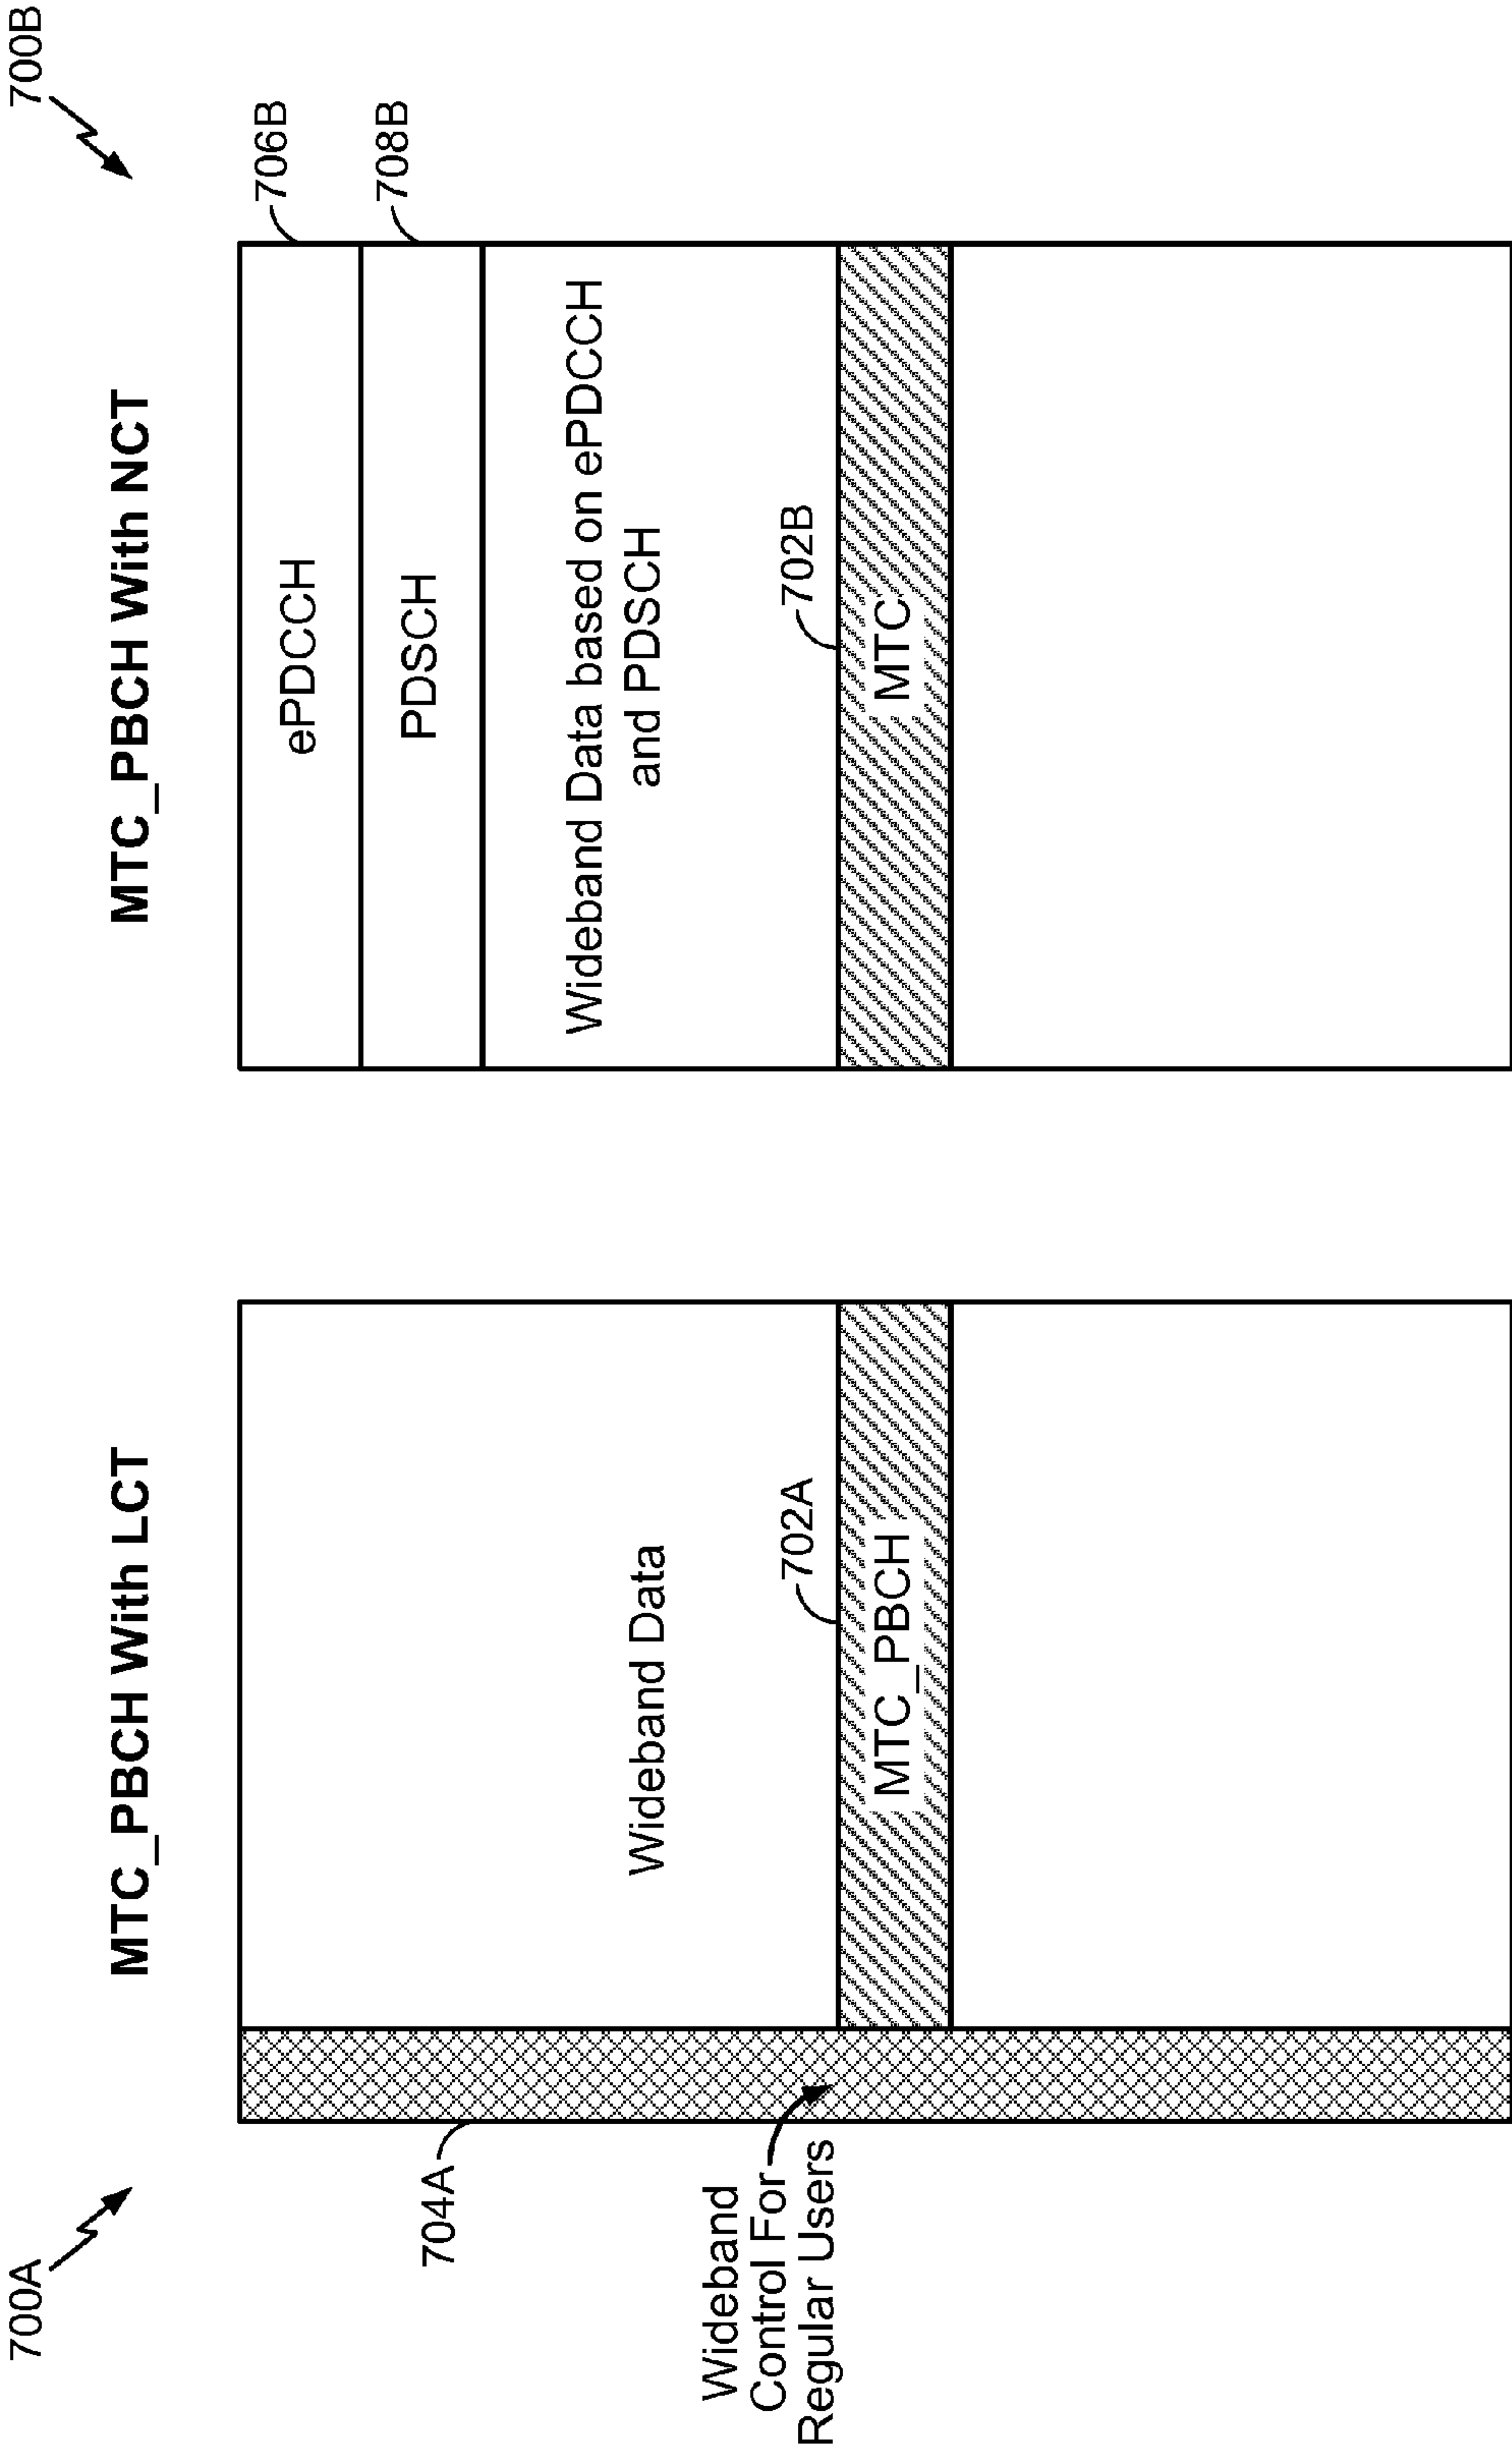 700A
MTC_PBCH With LCT
704A
Wideband Data
Wideband
Control For
Regular Users
702A
MTC_PBCH
700B
MTC_PBCH With NCT
ePDCCH
706B
PDSCH
708B
Wideband Data based on ePDCCH
and PDSCH
702B
MTC